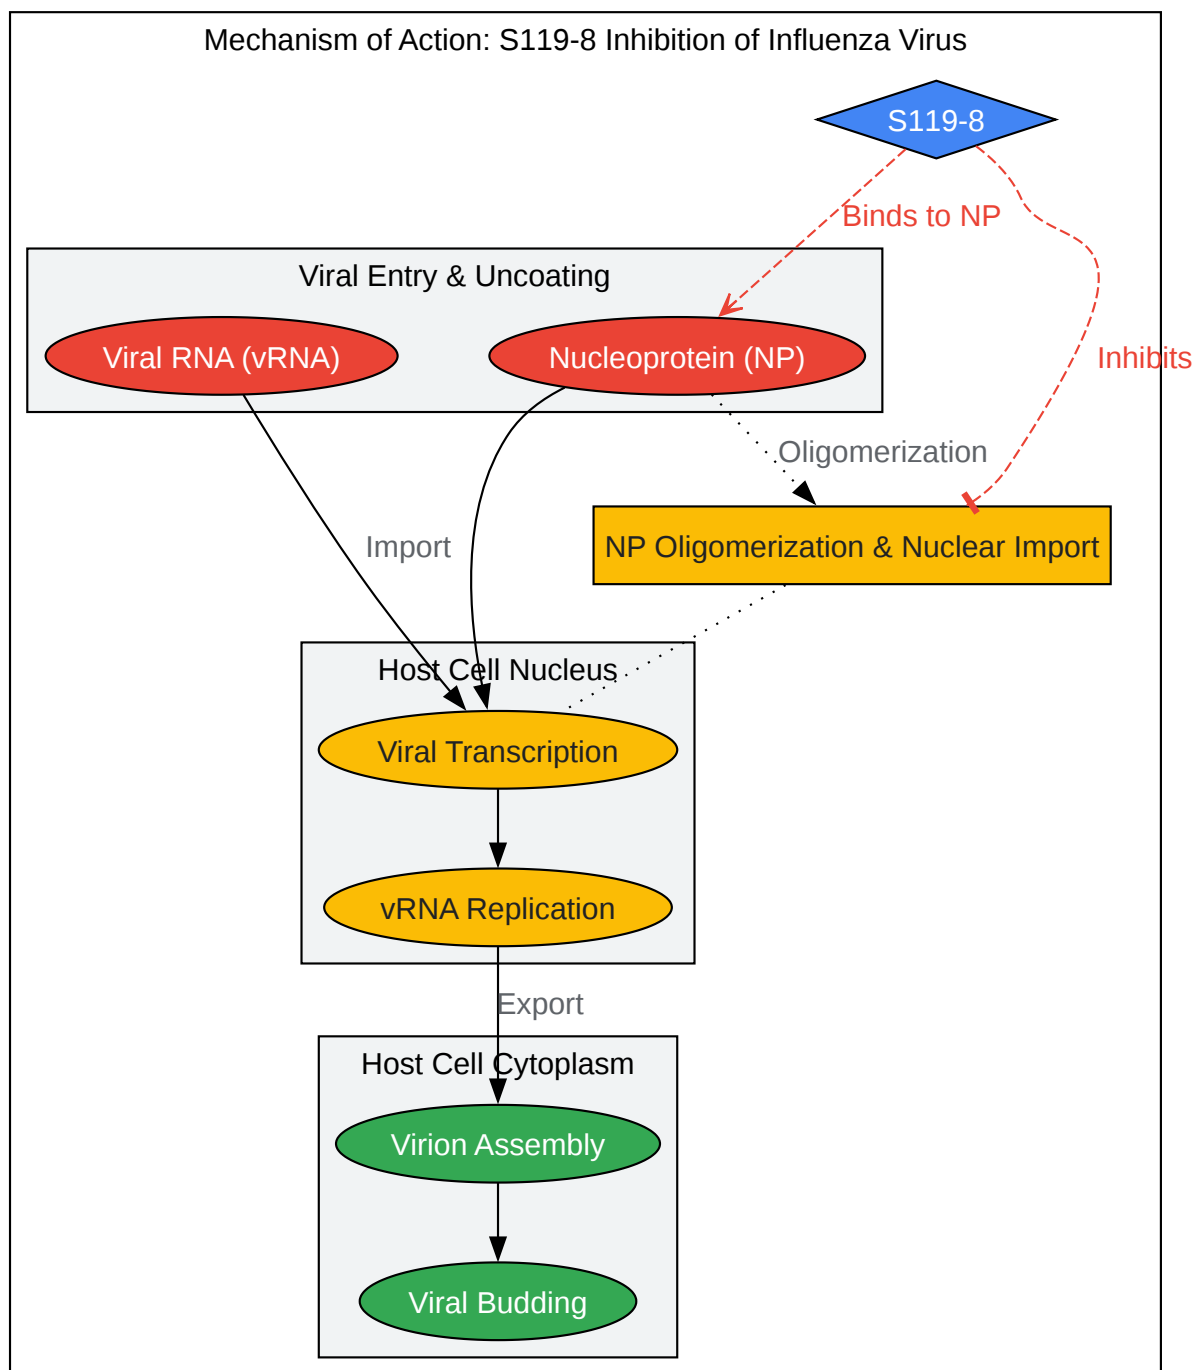 Mechanism of Action: S119-8 Inhibition of Influenza Virus
S119-8
Binds to NP
Viral Entry & Uncoating
Viral RNA (vRNA)
Nucleoprotein (NP)
Inhibits
Oligomerization
Import
NP Oligomerization & Nuclear Import
Host Cell Nucleus
Viral Transcription
vRNA Replication
Export
Host Cell Cytoplasm
Virion Assembly
Viral Budding